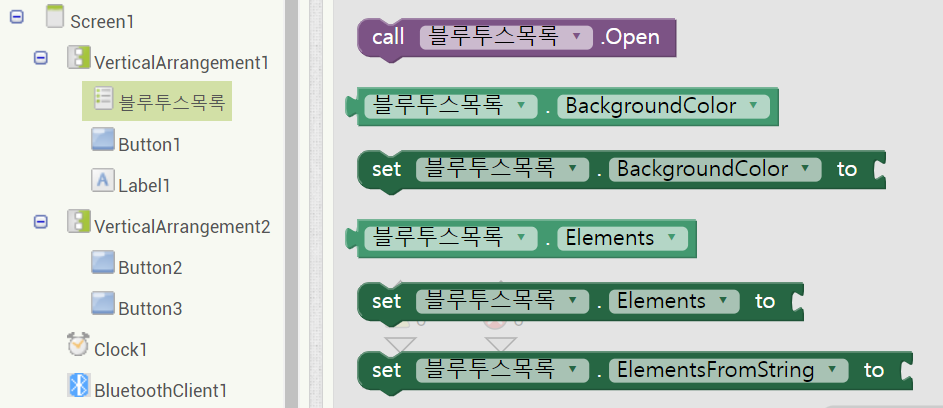 Screen1
VerticalArrangement1
블루투스목록
Button1
Label1
VerticalArrangement2
Button2
Button3
Clock1
BluetoothClient1
call 블루투스목록 .Open
블루투스목록 . BackgroundColor
set 블루투스목록 . BackgroundColor to
블루투스목록 . Elements
set 블루투스목록 . Elements to
0 0
set 블루투스목록 . ElementsFromString to